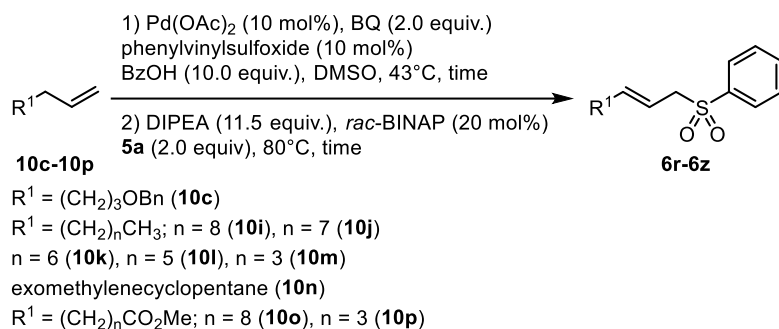 1) Pd(OAc)₂ (10 mol%), BQ (2.0 equiv.)
phenylvinylsulfoxide (10 mol%)
BzOH (10.0 equiv.), DMSO, 43°C, time
R¹
2) DIPEA (11.5 equiv.), rac-BINAP (20 mol%)
5a (2.0 equiv), 80°C, time
R¹ S
O O
10c-10p
6r-6z
R¹ = (CH₂)₃OBn (10c)
R¹ = (CH₂)ₙCH₃; n = 8 (10i), n = 7 (10j)
n = 6 (10k), n = 5 (10l), n = 3 (10m)
exomethylenecyclopentane (10n)
R¹ = (CH₂)ₙCO₂Me; n = 8 (10o), n = 3 (10p)